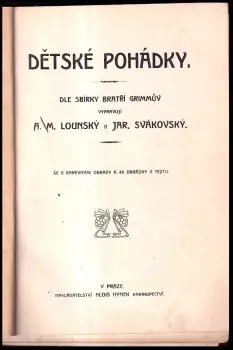 DĚTSKÉ POHÁDKY.
DLE SBÍRKY BRATŘÍ GRIMMŮV
VYPRAVUJÍ
A. M. LOUNSKÝ A JAR. SVÁKOVSKÝ.
SE 6 BAREVNÝMI OBRAZY A 46 OBRÁZKY V TEXTU.
V PRAZE.
NAKLADATELSTVÍ ALOIS HYNEK KNIHKUPECTVÍ